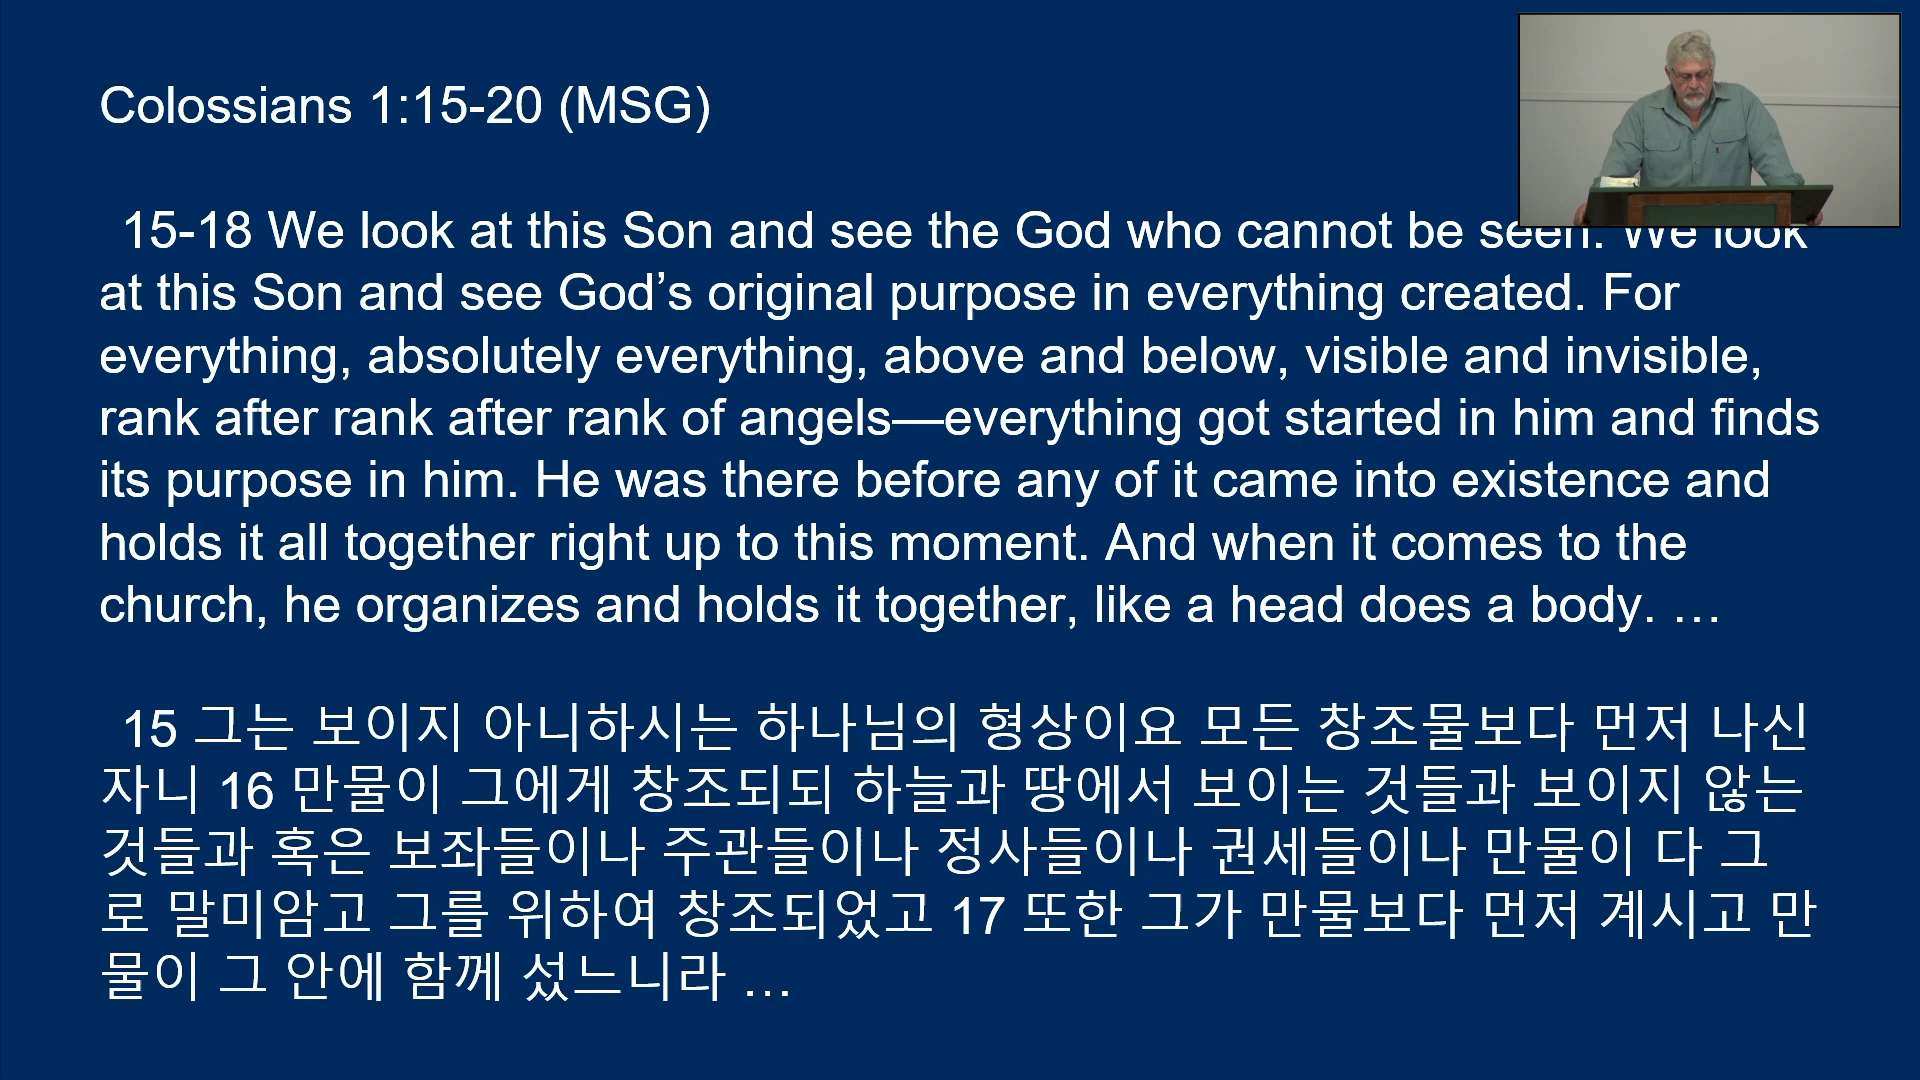 Colossians 1:15-20 (MSG)
15-18 We look at this Son and see the God who cannot be seen. We look
at this Son and see God’s original purpose in everything created. For
everything, absolutely everything, above and below, visible and invisible,
rank after rank after rank of angels—everything got started in him and finds
its purpose in him. He was there before any of it came into existence and
holds it all together right up to this moment. And when it comes to the
church, he organizes and holds it together, like a head does a body. …
15 그는 보이지 아니하시는 하나님의 형상이요 모든 창조물보다 먼저 나신
자니 16 만물이 그에게 창조되되 하늘과 땅에서 보이는 것들과 보이지 않는
것들과 혹은 보좌들이나 주관들이나 정사들이나 권세들이나 만물이 다 그
로 말미암고 그를 위하여 창조되었고 17 또한 그가 만물보다 먼저 계시고 만
물이 그 안에 함께 섰느니라 …